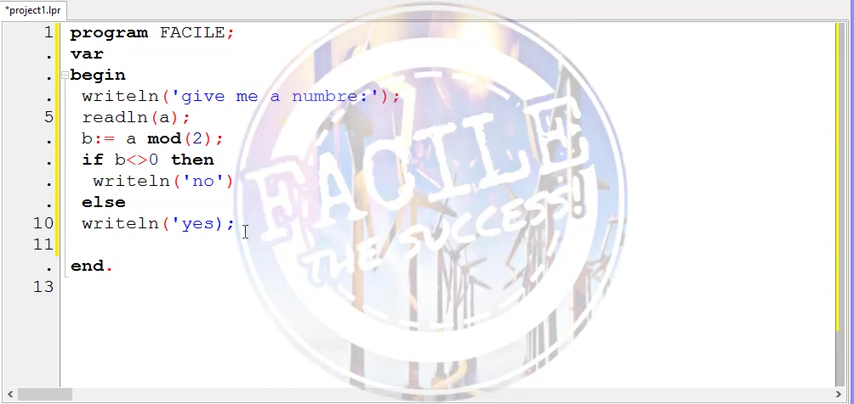 *project1.lpr
1 program FACILE;
. var
. begin
. writeln('give me a numbre:');
5 readln(a);
. b:= a mod(2);
. if b<>0 then
. writeln('no')
. else
10 writeln('yes);
11
. end.
13
FACILE
THE SUCCESS!